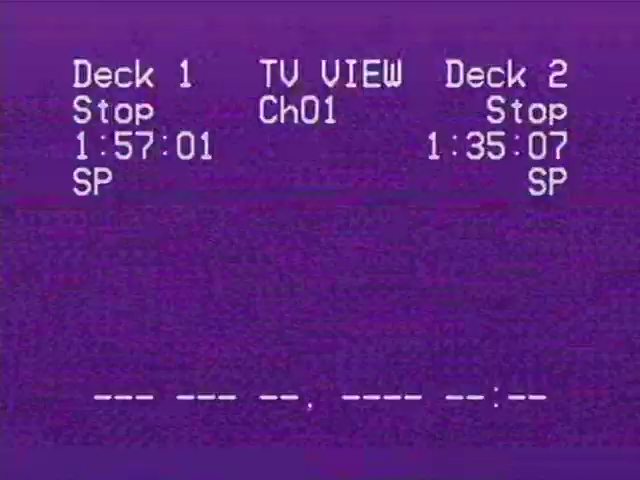 Deck 1 TV VIEW Deck 2
Stop Ch01 Stop
1:57:01 1:35:07
SP SP
--- --- --, ---- --:--